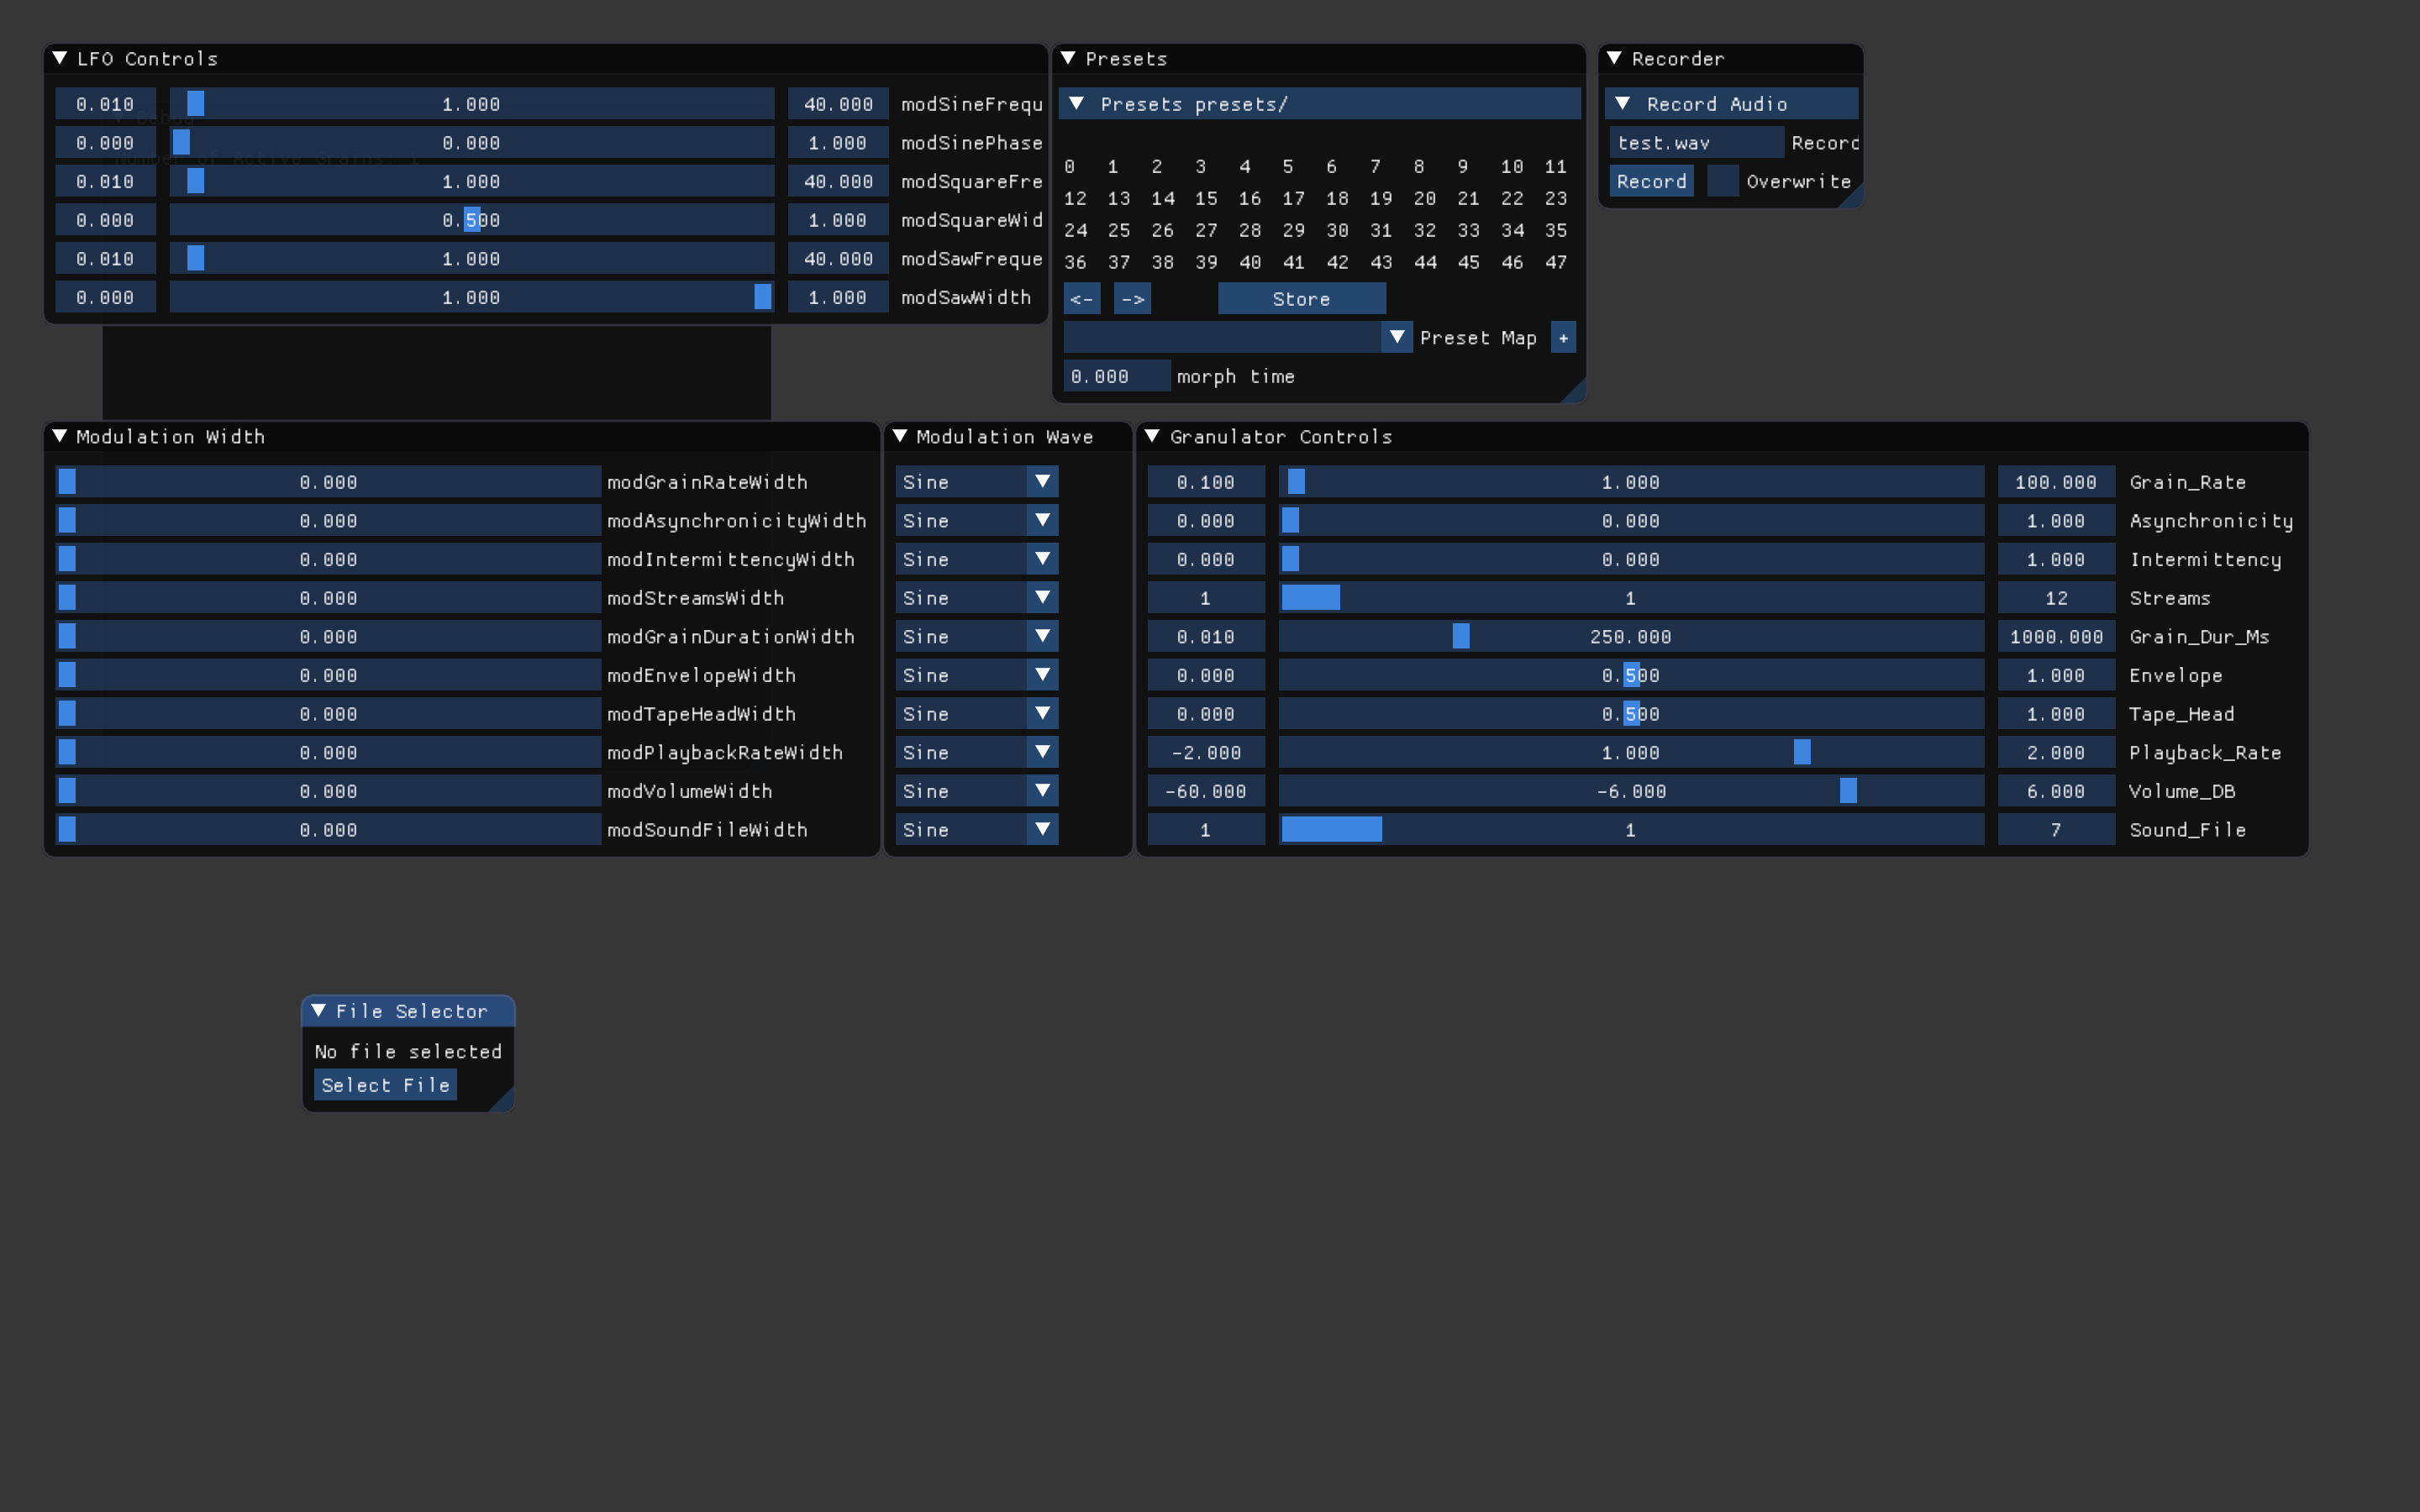 LFO Controls
0.010 1.000 40.000 modSineFrequ
0.000 0.000 1.000 modSinePhase
0.010 1.000 40.000 modSquareFre
0.000 0.500 1.000 modSquareWid
0.010 1.000 40.000 modSawFreque
0.000 1.000 1.000 modSawWidth
Debug
Number of Active Grains: 1
Presets
Presets presets/
0 1 2 3 4 5 6 7 8 9 10 11
12 13 14 15 16 17 18 19 20 21 22 23
24 25 26 27 28 29 30 31 32 33 34 35
36 37 38 39 40 41 42 43 44 45 46 47
<- -> Store
Preset Map +
0.000 morph time
Recorder
Record Audio
test.wav Record
Record Overwrite
Modulation Width
0.000 modGrainRateWidth
0.000 modAsynchronicityWidth
0.000 modIntermittencyWidth
0.000 modStreamsWidth
0.000 modGrainDurationWidth
0.000 modEnvelopeWidth
0.000 modTapeHeadWidth
0.000 modPlaybackRateWidth
0.000 modVolumeWidth
0.000 modSoundFileWidth
Modulation Wave
Sine
Sine
Sine
Sine
Sine
Sine
Sine
Sine
Sine
Sine
Granulator Controls
0.100 1.000 100.000 Grain_Rate
0.000 0.000 1.000 Asynchronicity
0.000 0.000 1.000 Intermittency
1 1 12 Streams
0.010 250.000 1000.000 Grain_Dur_Ms
0.000 0.500 1.000 Envelope
0.000 0.500 1.000 Tape_Head
-2.000 1.000 2.000 Playback_Rate
-60.000 -6.000 6.000 Volume_DB
1 1 7 Sound_File
File Selector
No file selected
Select File